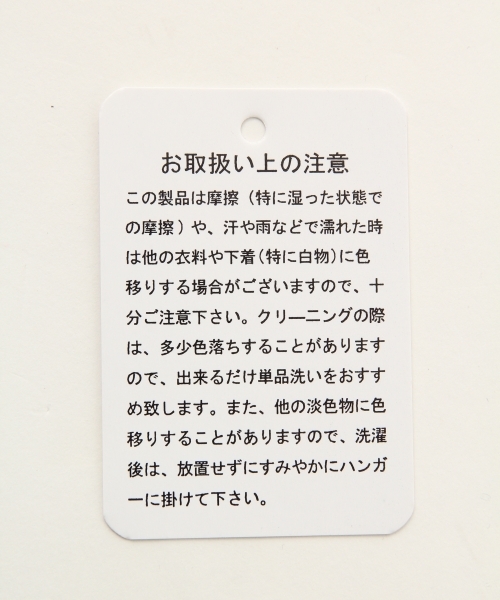 お取扱い上の注意
この製品は摩擦（特に湿った状態で
の摩擦）や、汗や雨などで濡れた時
は他の衣料や下着（特に白物）に色
移りする場合がございますので、十
分ご注意下さい。クリーニングの際
は、多少色落ちすることがあります
ので、出来るだけ単品洗いをおすす
め致します。また、他の淡色物に色
移りすることがありますので、洗濯
後は、放置せずにすみやかにハンガ
ーに掛けて下さい。